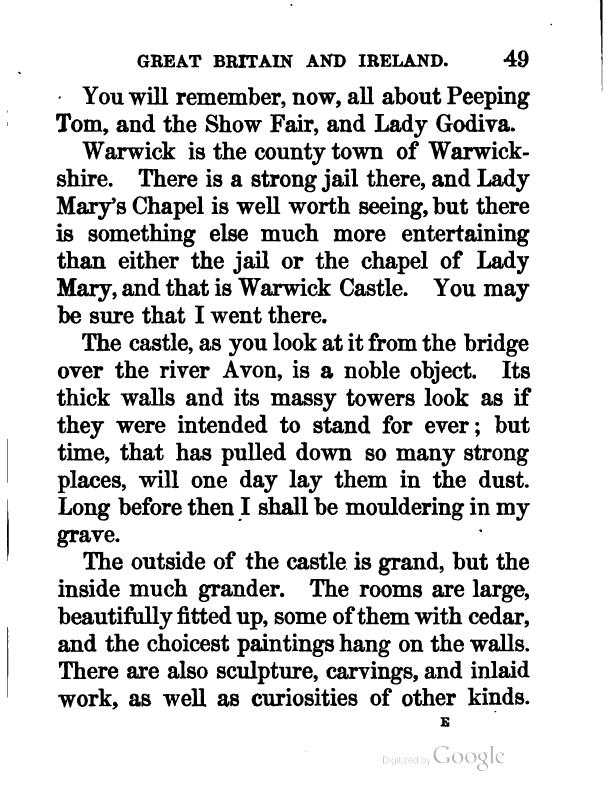 GREAT BRITAIN AND IRELAND. 49
You will remember, now, all about Peeping
Tom, and the Show Fair, and Lady Godiva.
Warwick is the county town of Warwick-
shire. There is a strong jail there, and Lady
Mary's Chapel is well worth seeing, but there
is something else much more entertaining
than either the jail or the chapel of Lady
Mary, and that is Warwick Castle. You may
be sure that I went there.
The castle, as you look at it from the bridge
over the river Avon, is a noble object. Its
thick walls and its massy towers look as if
they were intended to stand for ever; but
time, that has pulled down so many strong
places, will one day lay them in the dust.
Long before then I shall be mouldering in my
grave.
The outside of the castle is grand, but the
inside much grander. The rooms are large,
beautifully fitted up, some of them with cedar,
and the choicest paintings hang on the walls.
There are also sculpture, carvings, and inlaid
work, as well as curiosities of other kinds.
E
Digitized by Google